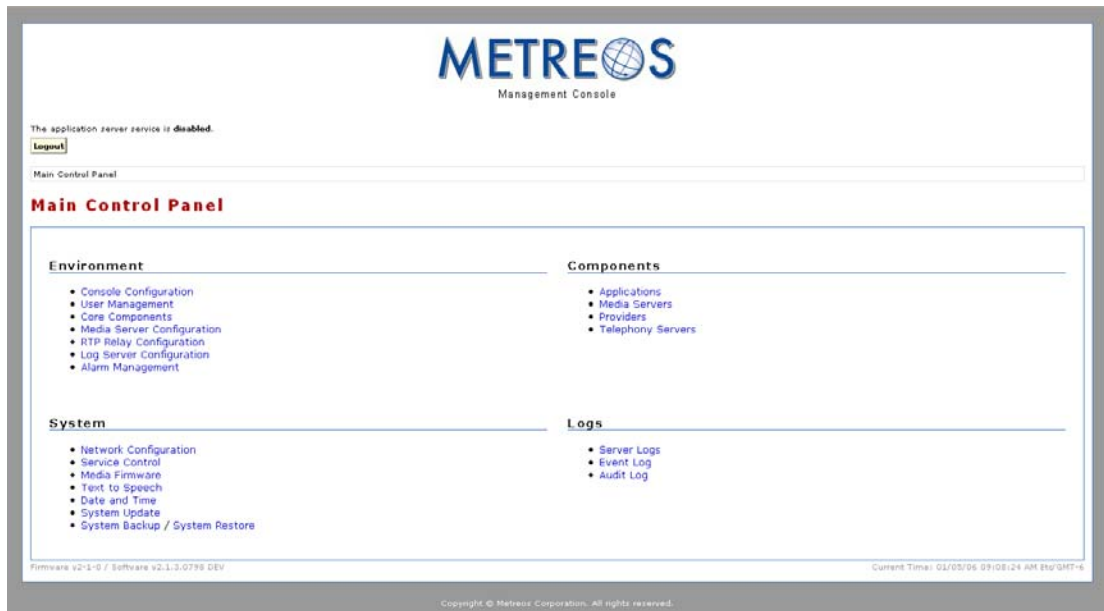 METREOS
Management Console
The application server service is disabled.
Logout
Main Control Panel
Main Control Panel
Environment
Console Configuration
User Management
Core Components
Media Server Configuration
RTP Relay Configuration
Log Server Configuration
Alarm Management
Components
Applications
Media Servers
Providers
Telephony Servers
System
Network Configuration
Service Control
Media Firmware
Text to Speech
Date and Time
System Update
System Backup / System Restore
Logs
Server Logs
Event Log
Audit Log
Firmware v2-1-0 / Software v2.1.3.0798 DEV
Current Time: 01/05/06 09:08:24 AM Etc/GMT-6
Copyright © Metreos Corporation. All rights reserved.